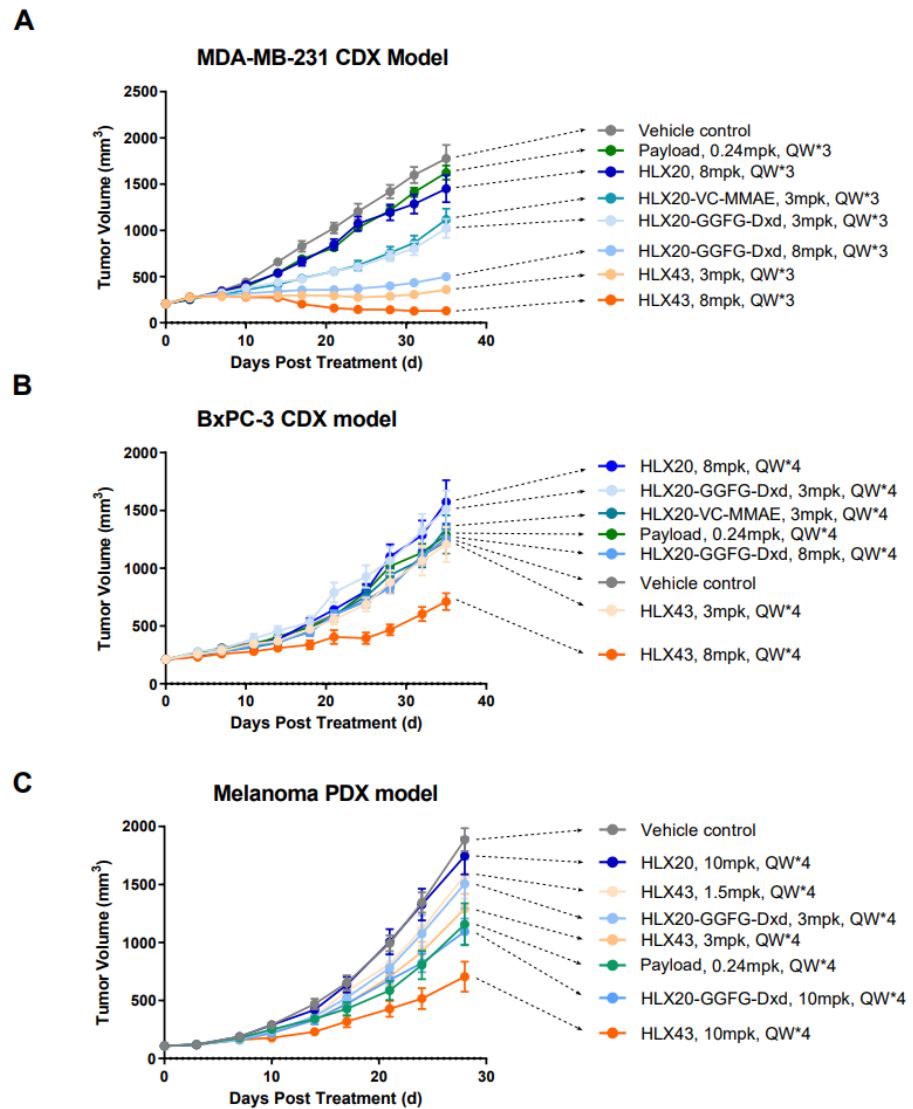 A
MDA-MB-231 CDX Model
2500
2000
1500
1000
500
0
0 10 20 30 40
Tumor Volume (mm³)
Days Post Treatment (d)
Vehicle control
Payload, 0.24mpk, QW*3
HLX20, 8mpk, QW*3
HLX20-VC-MMAE, 3mpk, QW*3
HLX20-GGFG-Dxd, 3mpk, QW*3
HLX20-GGFG-Dxd, 8mpk, QW*3
HLX43, 3mpk, QW*3
HLX43, 8mpk, QW*3
B
BxPC-3 CDX model
2000
1500
1000
500
0
0 10 20 30 40
Tumor Volume (mm³)
Days Post Treatment (d)
HLX20, 8mpk, QW*4
HLX20-GGFG-Dxd, 3mpk, QW*4
HLX20-VC-MMAE, 3mpk, QW*4
Payload, 0.24mpk, QW*4
HLX20-GGFG-Dxd, 8mpk, QW*4
Vehicle control
HLX43, 3mpk, QW*4
HLX43, 8mpk, QW*4
C
Melanoma PDX model
2000
1500
1000
500
0
0 10 20 30
Tumor Volume (mm³)
Days Post Treatment (d)
Vehicle control
HLX20, 10mpk, QW*4
HLX43, 1.5mpk, QW*4
HLX20-GGFG-Dxd, 3mpk, QW*4
HLX43, 3mpk, QW*4
Payload, 0.24mpk, QW*4
HLX20-GGFG-Dxd, 10mpk, QW*4
HLX43, 10mpk, QW*4